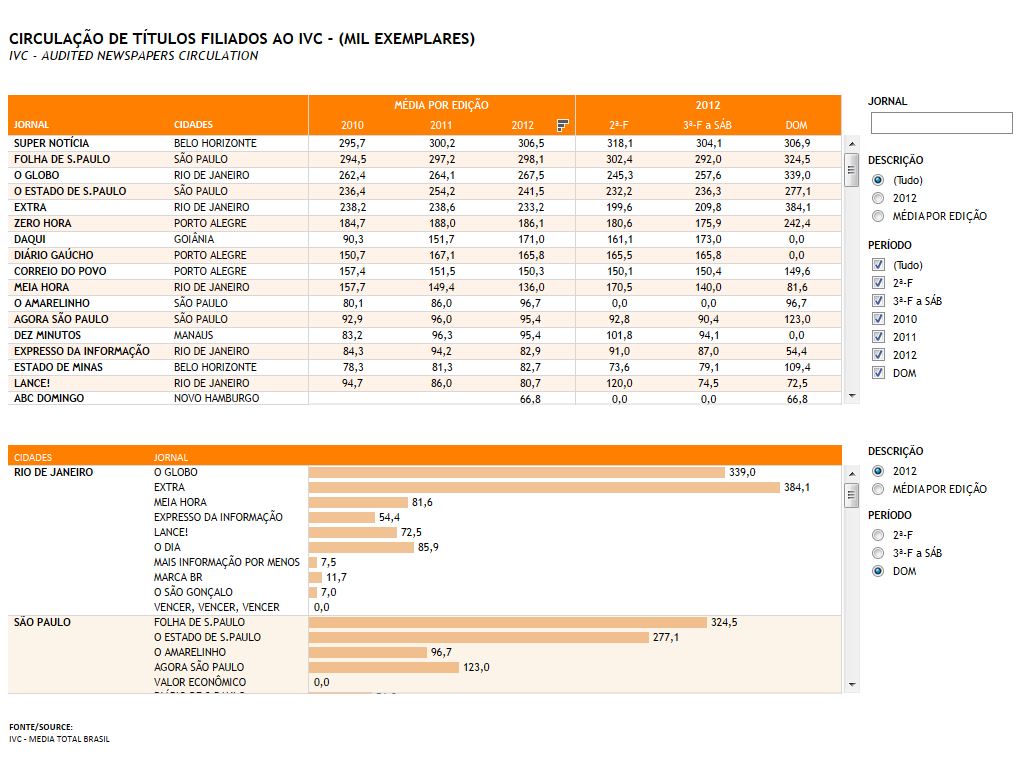 CIRCULAÇÃO DE TÍTULOS FILIADOS AO IVC - (MIL EXEMPLARES)
IVC - AUDITED NEWSPAPERS CIRCULATION
MÉDIA POR EDIÇÃO 2012
JORNAL CIDADES 2010 2011 2012 2ª-F 3ª-F a SÁB DOM
SUPER NOTÍCIA BELO HORIZONTE 295,7 300,2 306,5 318,1 304,1 306,9
FOLHA DE S.PAULO SÃO PAULO 294,5 297,2 298,1 302,4 292,0 324,5
O GLOBO RIO DE JANEIRO 262,4 264,1 267,5 245,3 257,6 339,0
O ESTADO DE S.PAULO SÃO PAULO 236,4 254,2 241,5 232,2 236,3 277,1
EXTRA RIO DE JANEIRO 238,2 238,6 233,2 199,6 209,8 384,1
ZERO HORA PORTO ALEGRE 184,7 188,0 186,1 180,6 175,9 242,4
DAQUI GOIÂNIA 90,3 151,7 171,0 161,1 173,0 0,0
DIÁRIO GAÚCHO PORTO ALEGRE 150,7 167,1 165,8 165,5 165,8 0,0
CORREIO DO POVO PORTO ALEGRE 157,4 151,5 150,3 150,1 150,4 149,6
MEIA HORA RIO DE JANEIRO 157,7 149,4 136,0 170,5 140,0 81,6
O AMARELINHO SÃO PAULO 80,1 86,0 96,7 0,0 0,0 96,7
AGORA SÃO PAULO SÃO PAULO 92,9 96,0 95,4 92,8 90,4 123,0
DEZ MINUTOS MANAUS 83,2 96,3 95,4 101,8 94,1 0,0
EXPRESSO DA INFORMAÇÃO RIO DE JANEIRO 84,3 94,2 82,9 91,0 87,0 54,4
ESTADO DE MINAS BELO HORIZONTE 78,3 81,3 82,7 73,6 79,1 109,4
LANCE! RIO DE JANEIRO 94,7 86,0 80,7 120,0 74,5 72,5
ABC DOMINGO NOVO HAMBURGO 66,8 0,0 0,0 66,8
JORNAL
DESCRIÇÃO
(Tudo)
2012
MÉDIA POR EDIÇÃO
PERÍODO
(Tudo)
2ª-F
3ª-F a SÁB
2010
2011
2012
DOM
CIDADES JORNAL
RIO DE JANEIRO O GLOBO 339,0
EXTRA 384,1
MEIA HORA 81,6
EXPRESSO DA INFORMAÇÃO 54,4
LANCE! 72,5
O DIA 85,9
MAIS INFORMAÇÃO POR MENOS 7,5
MARCA BR 11,7
O SÃO GONÇALO 7,0
VENCER, VENCER, VENCER 0,0
SÃO PAULO FOLHA DE S.PAULO 324,5
O ESTADO DE S.PAULO 277,1
O AMARELINHO 96,7
AGORA SÃO PAULO 123,0
VALOR ECONÔMICO 0,0
DESCRIÇÃO
2012
MÉDIA POR EDIÇÃO
PERÍODO
2ª-F
3ª-F a SÁB
DOM
FONTE/SOURCE:
IVC - MEDIA TOTAL BRASIL